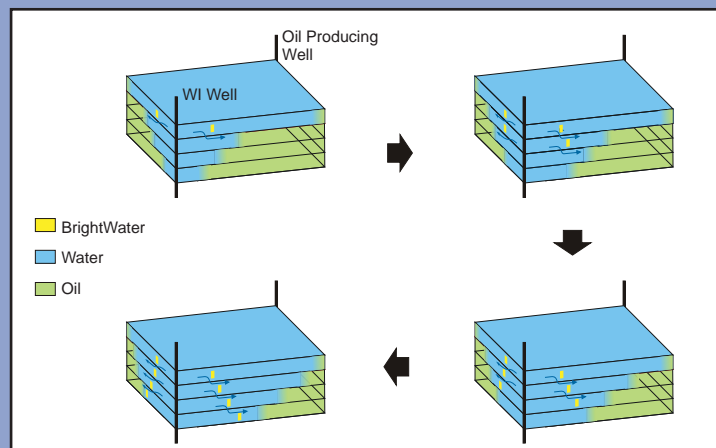 Oil Producing
Well
WI Well
BrightWater
Water
Oil